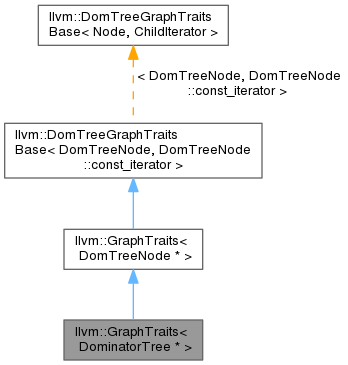 llvm::DomTreeGraphTraits
Base< Node, ChildIterator >
< DomTreeNode, DomTreeNode
::const_iterator >
llvm::DomTreeGraphTraits
Base< DomTreeNode, DomTreeNode
::const_iterator >
llvm::GraphTraits<
DomTreeNode * >
llvm::GraphTraits<
DominatorTree * >